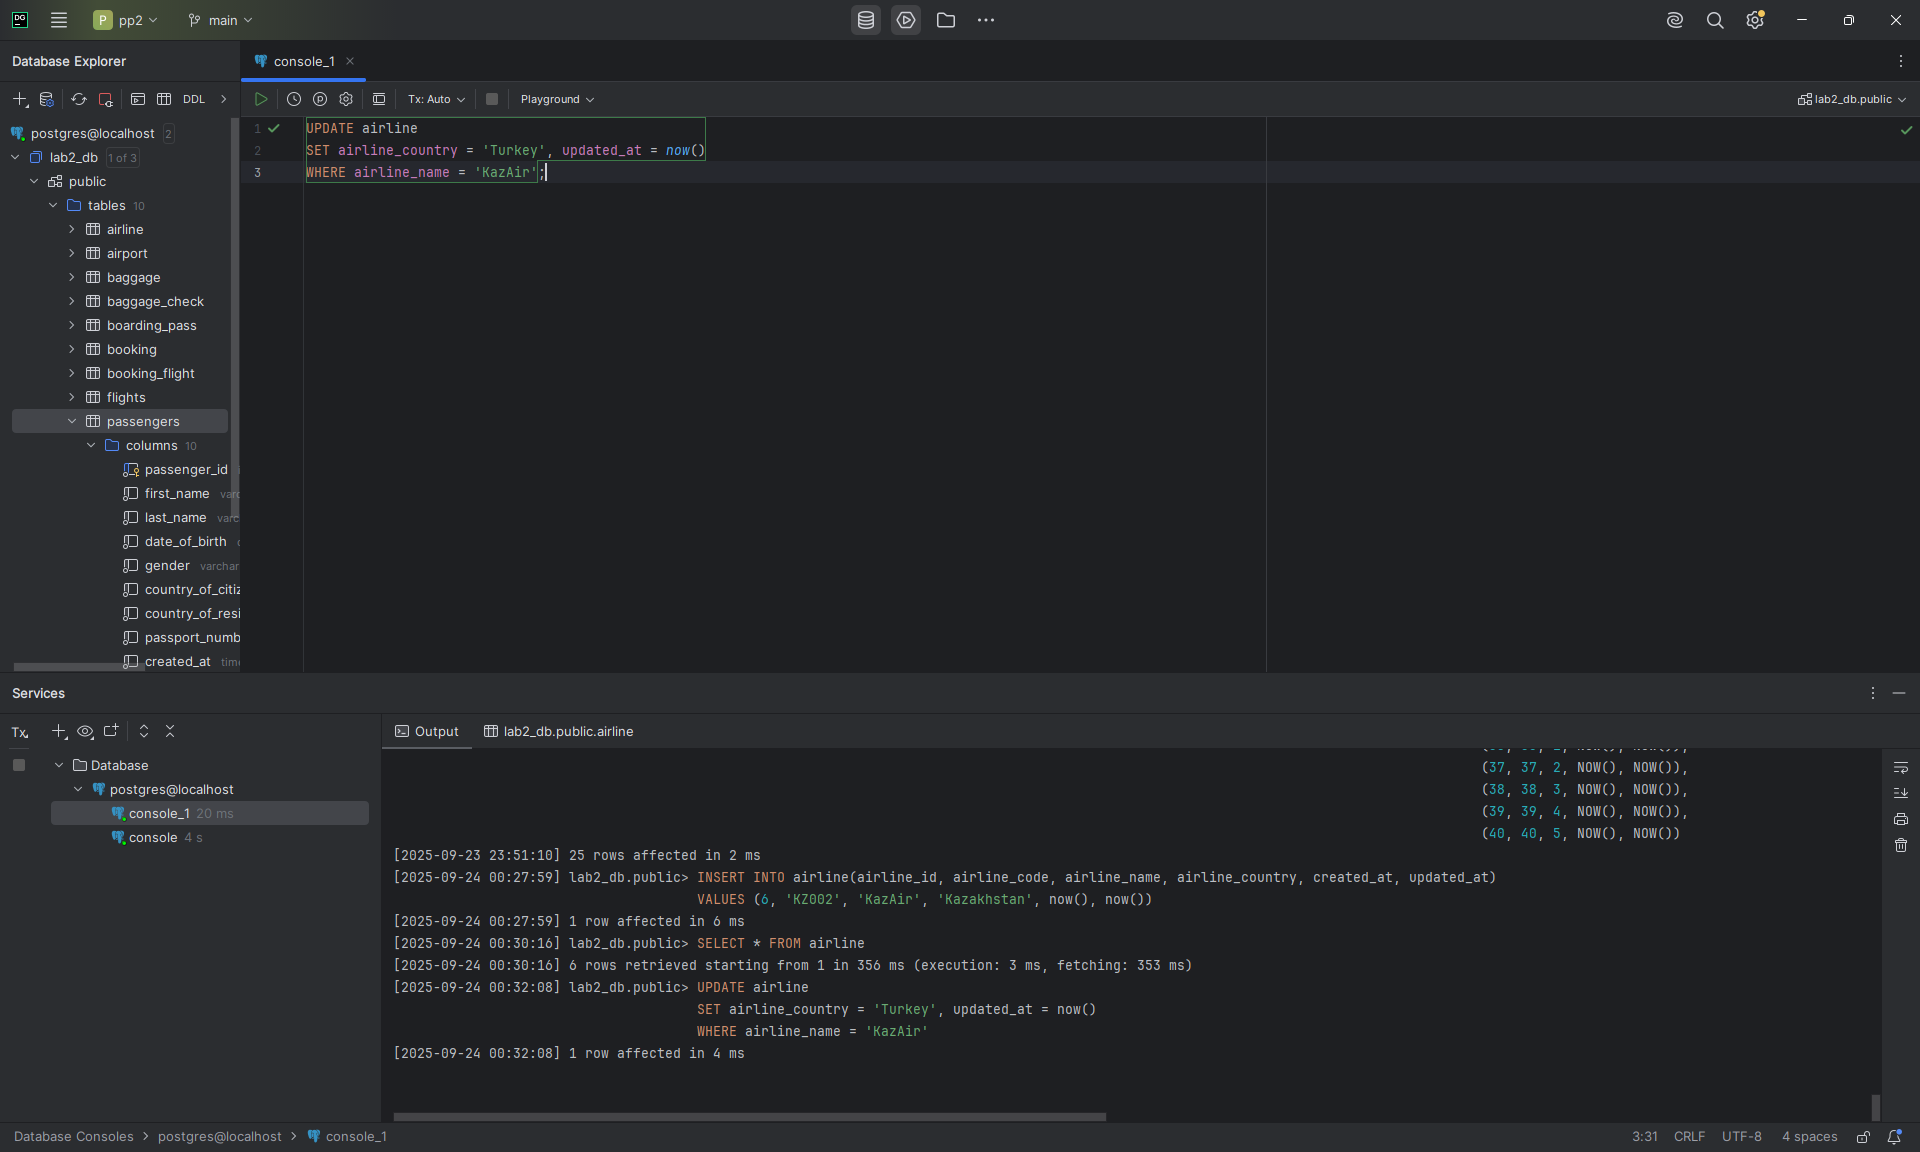 DG
P pp2
main
Database Explorer
console_1
DDL
Tx: Auto
Playground
lab2_db.public
postgres@localhost 2
lab2_db 1 of 3
public
tables 10
airline
airport
baggage
baggage_check
boarding_pass
booking
booking_flight
flights
passengers
columns 10
passenger_id
first_name varc
last_name varc
date_of_birth
gender varchar
country_of_citiz
country_of_resi
passport_numb
created_at time
1 UPDATE airline
2 SET airline_country = 'Turkey', updated_at = now()
3 WHERE airline_name = 'KazAir';
Services
Tx
Database
postgres@localhost
console_1 20 ms
console 4 s
Output
lab2_db.public.airline
(37, 37, 2, NOW(), NOW()),
(38, 38, 3, NOW(), NOW()),
(39, 39, 4, NOW(), NOW()),
(40, 40, 5, NOW(), NOW())
[2025-09-23 23:51:10] 25 rows affected in 2 ms
[2025-09-24 00:27:59] lab2_db.public> INSERT INTO airline(airline_id, airline_code, airline_name, airline_country, created_at, updated_at)
VALUES (6, 'KZ002', 'KazAir', 'Kazakhstan', now(), now())
[2025-09-24 00:27:59] 1 row affected in 6 ms
[2025-09-24 00:30:16] lab2_db.public> SELECT * FROM airline
[2025-09-24 00:30:16] 6 rows retrieved starting from 1 in 356 ms (execution: 3 ms, fetching: 353 ms)
[2025-09-24 00:32:08] lab2_db.public> UPDATE airline
SET airline_country = 'Turkey', updated_at = now()
WHERE airline_name = 'KazAir'
[2025-09-24 00:32:08] 1 row affected in 4 ms
Database Consoles > postgres@localhost > console_1
3:31 CRLF UTF-8 4 spaces